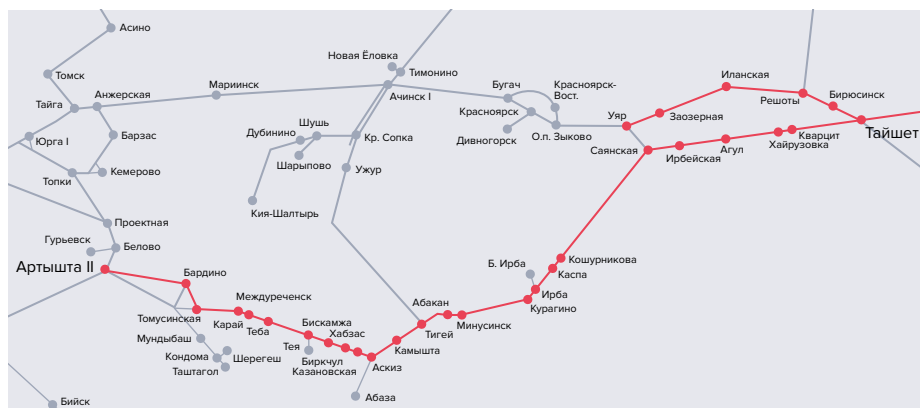 Асино
Новая Ёловка
Тимонино
Томск
Мариинск
Анжерская
Тайга
Ачинск I
Бугач
Красноярск-
Вост.
Иланская
Решоты
Бирюсинск
Юрга I
Барзас
Шушь
Дубинино
Кр. Сопка
Красноярск
Дивногорск
О.п. Зыково
Уяр
Заозерная
Тайшет
Саянская
Ирбейская
Агул
Кварцит
Хайрузовка
Кемерово
Топки
Шарыпово
Ужур
Кия-Шалтырь
Проектная
Гурьевск
Белово
Артышта II
Бардино
Б. Ирба
Кошурникова
Каспа
Ирба
Курагино
Междуреченск
Абакан
Минусинск
Томусинская
Карай
Теба
Бискамжа
Хабзас
Тигей
Мундыбаш
Тея
Камышта
Кондома
Шерегеш
Таштагол
Биркчул
Казановская
Аскиз
Абаза
Бийск